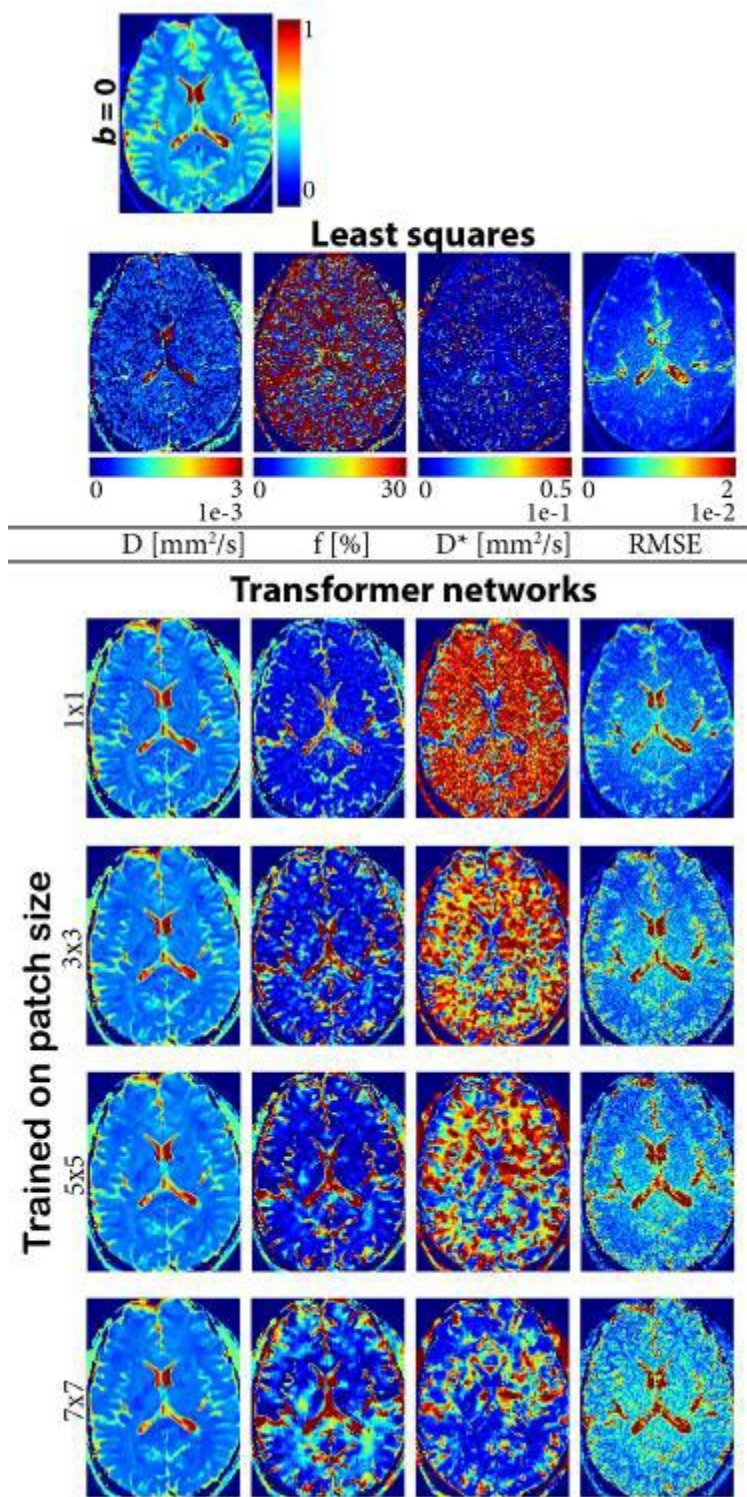 b = 0
1
0
Least squares
0 3
1e-3
0 30
0 0.5
1e-1
0 2
1e-2
D [mm²/s] f [%] D* [mm²/s] RMSE
Transformer networks
Trained on patch size
1x1
3x3
5x5
7x7